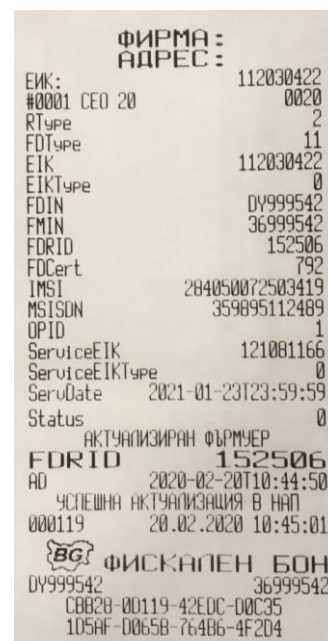 ФИРМА:
АДРЕС:
ЕИК: 112030422
#0001 CEO 20 0020
RType 2
FDType 11
EIK 112030422
EIKType 0
FDIN DY999542
FMIN 36999542
FDRID 152506
FDCert 792
IMSI 284050072503419
MSISDN 359895112489
OPID 1
ServiceEIK 121081166
ServiceEIKType 0
ServDate 2021-01-23T23:59:59
Status 0
АКТУАЛИЗИРАН ФЪРМУЕР
FDRID 152506
AD 2020-02-20T10:44:50
УСПЕШНА АКТУАЛИЗАЦИЯ В НАП
000119 20.02.2020 10:45:01
BG ФИСКАЛЕН БОН
DY999542 36999542
CBB28-0D119-42EDC-D0C35
1D5AF-D065B-764B6-4F2D4